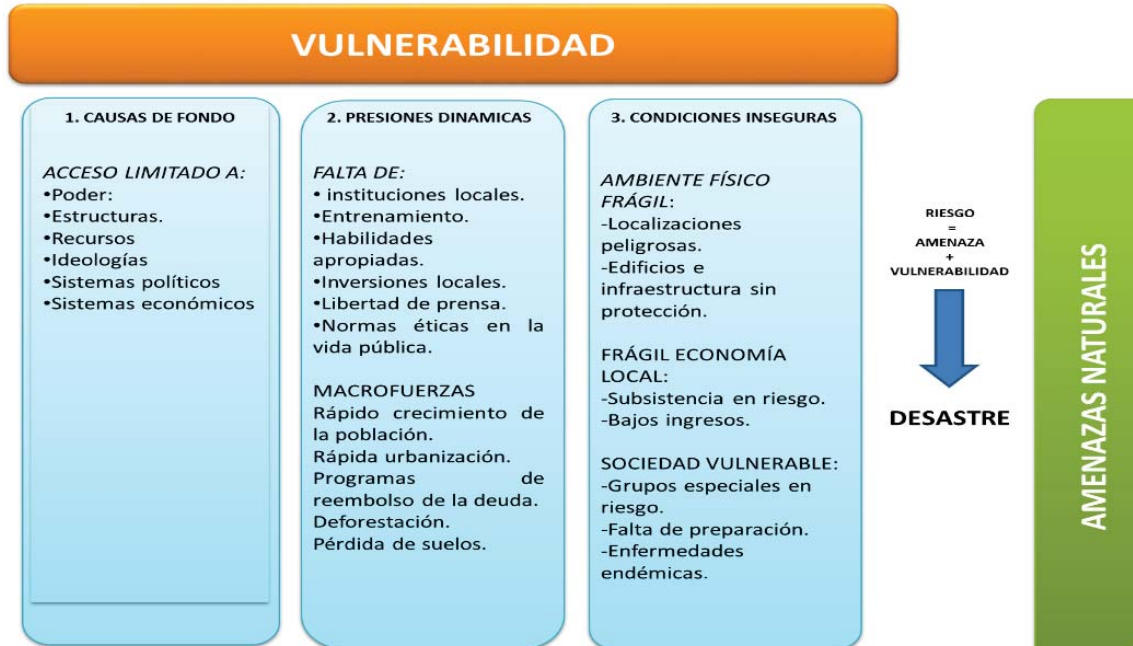 VULNERABILIDAD
1. CAUSAS DE FONDO
ACCESO LIMITADO A:
•Poder:
•Estructuras.
•Recursos
•Ideologías
•Sistemas políticos
•Sistemas económicos
2. PRESIONES DINAMICAS
FALTA DE:
• instituciones locales.
•Entrenamiento.
•Habilidades
apropiadas.
•Inversiones locales.
•Libertad de prensa.
•Normas éticas en la
vida pública.
MACROFUERZAS
Rápido crecimiento de
la población.
Rápida urbanización.
Programas de
reembolso de la deuda.
Deforestación.
Pérdida de suelos.
3. CONDICIONES INSEGURAS
AMBIENTE FÍSICO
FRÁGIL:
-Localizaciones
peligrosas.
-Edificios e
infraestructura sin
protección.
FRÁGIL ECONOMÍA
LOCAL:
-Subsistencia en riesgo.
-Bajos ingresos.
SOCIEDAD VULNERABLE:
-Grupos especiales en
riesgo.
-Falta de preparación.
-Enfermedades
endémicas.
RIESGO
=
AMENAZA
+
VULNERABILIDAD
DESASTRE
AMENAZAS NATURALES